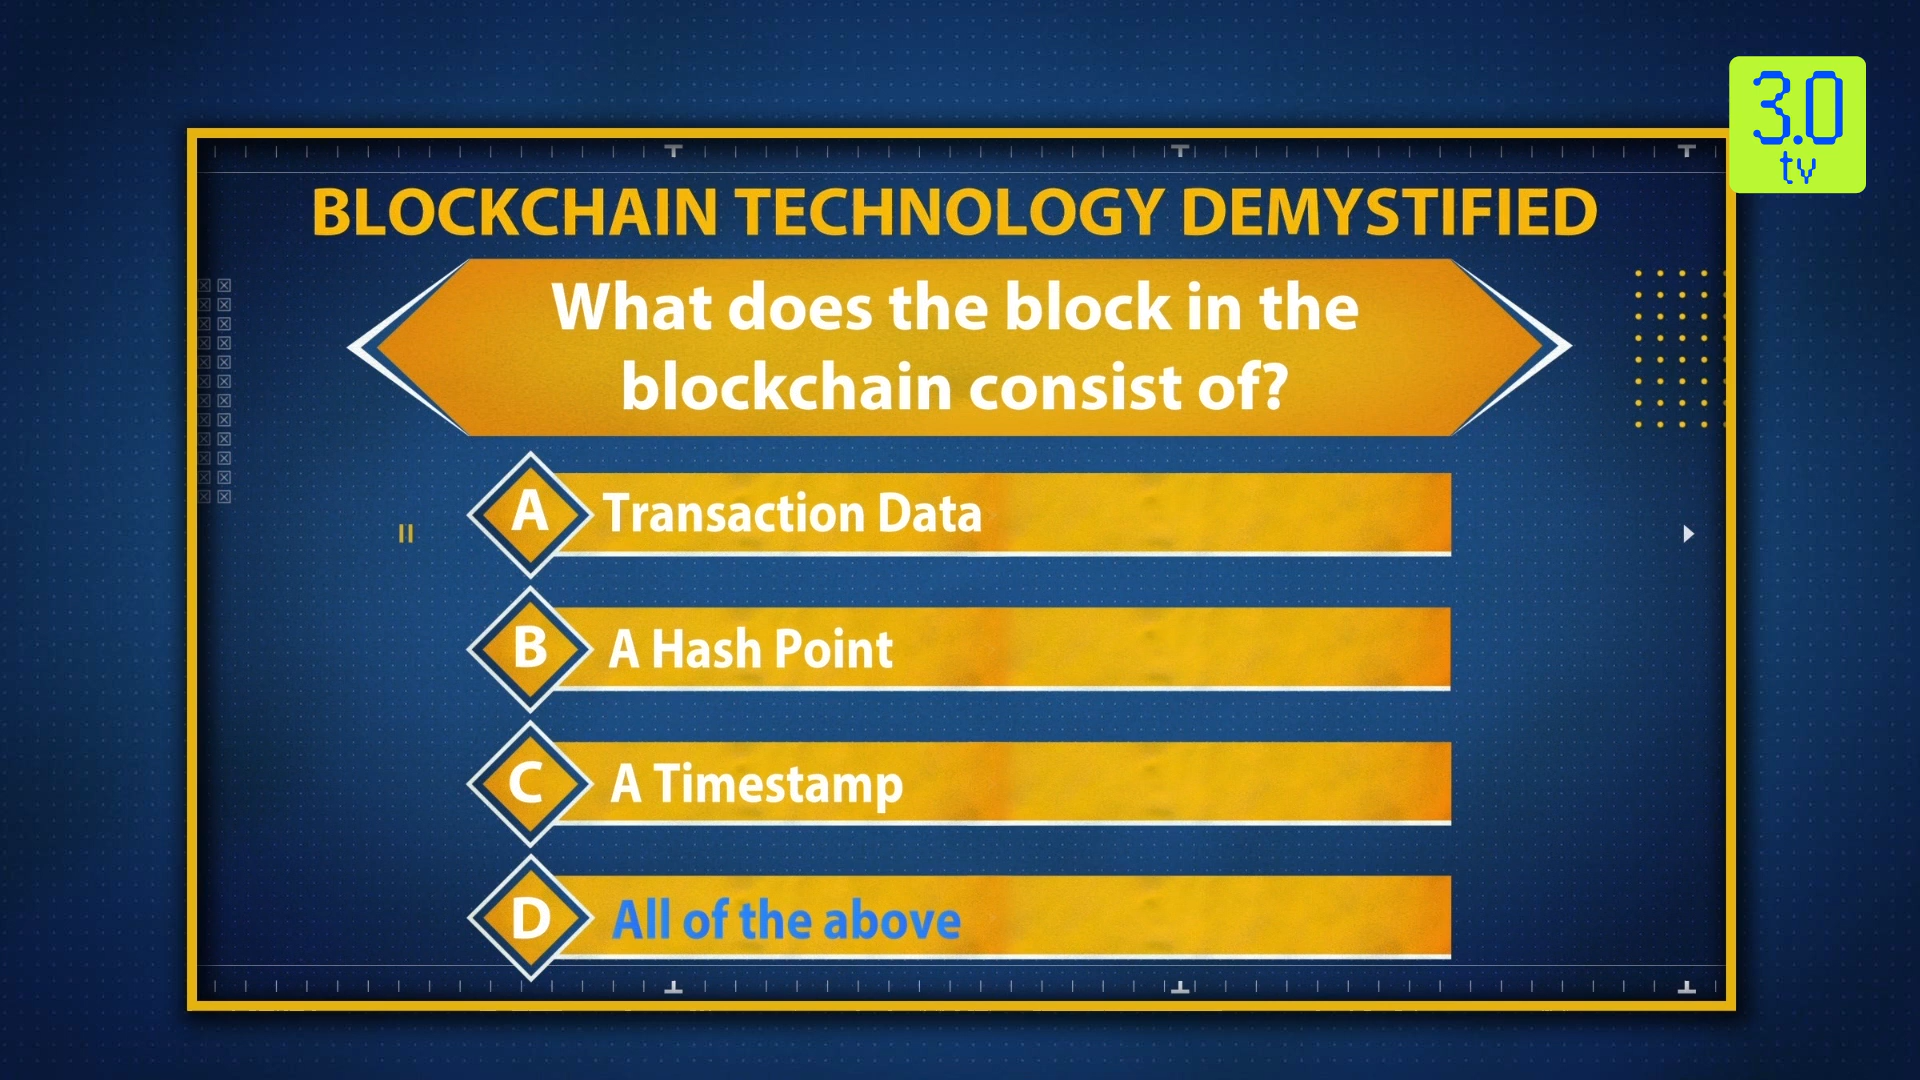 3.0
tv
BLOCKCHAIN TECHNOLOGY DEMYSTIFIED
What does the block in the
blockchain consist of?
A Transaction Data
B A Hash Point
C A Timestamp
D All of the above